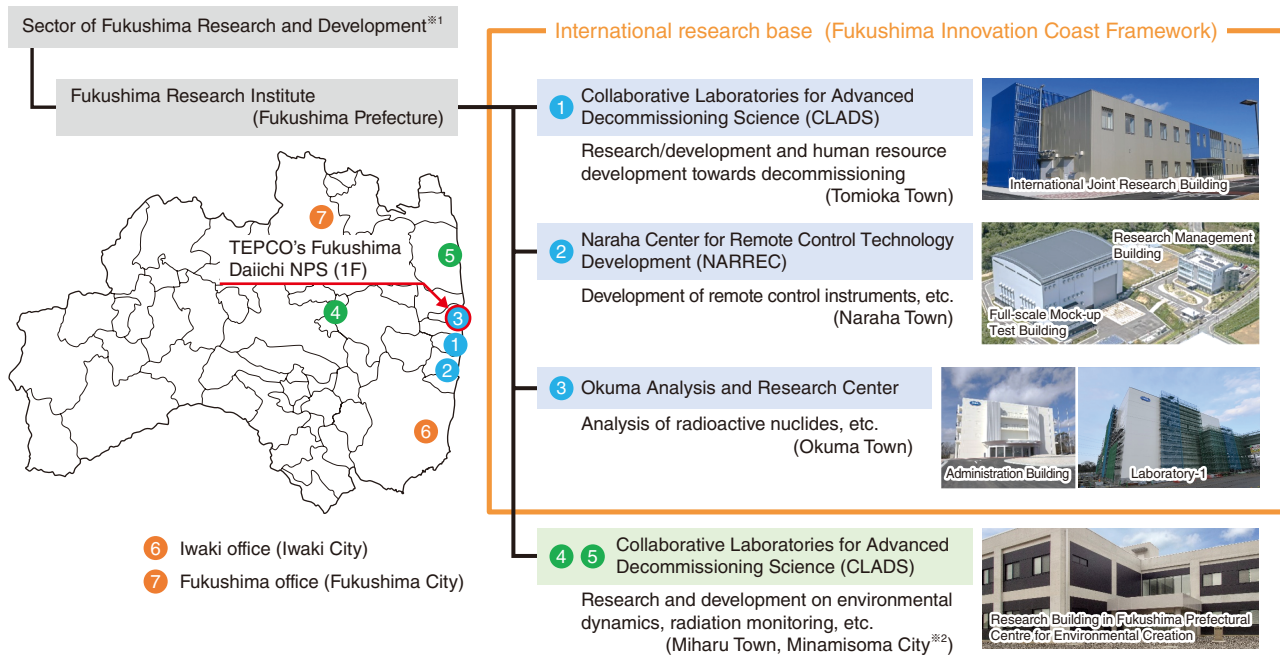 Sector of Fukushima Research and Development※1
International research base (Fukushima Innovation Coast Framework)
Fukushima Research Institute
(Fukushima Prefecture)
1 Collaborative Laboratories for Advanced
Decommissioning Science (CLADS)
Research/development and human resource
development towards decommissioning
(Tomioka Town)
International Joint Research Building
2 Naraha Center for Remote Control Technology
Development (NARREC)
Development of remote control instruments, etc.
(Naraha Town)
Research Management
Building
Full-scale Mock-up
Test Building
3 Okuma Analysis and Research Center
Analysis of radioactive nuclides, etc.
(Okuma Town)
Administration Building
Laboratory-1
4 5 Collaborative Laboratories for Advanced
Decommissioning Science (CLADS)
Research and development on environmental
dynamics, radiation monitoring, etc.
(Miharu Town, Minamisoma City※2)
Research Building in Fukushima Prefectural
Centre for Environmental Creation
7
TEPCO's Fukushima
Daiichi NPS (1F)
5
4
3
1
2
6
6 Iwaki office (Iwaki City)
7 Fukushima office (Fukushima City)